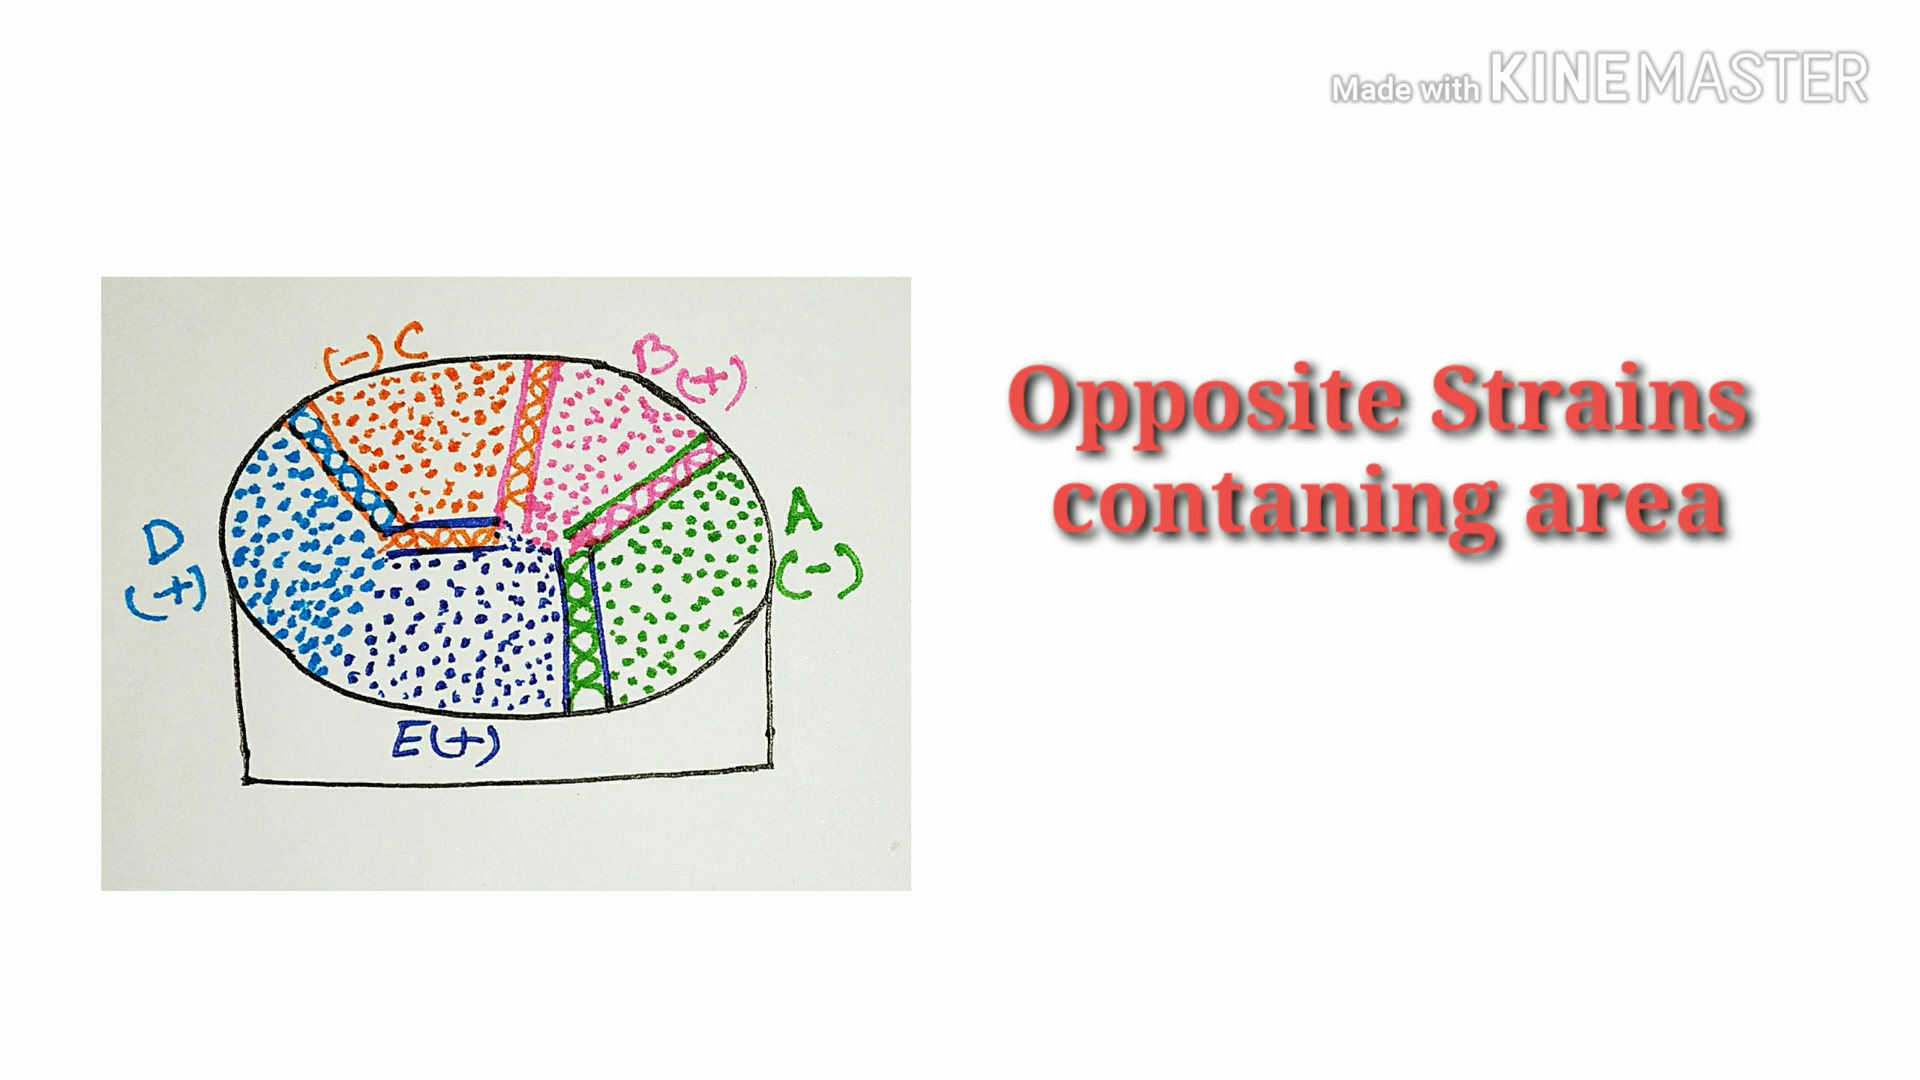 Made with KINEMASTER
(-) C
B (+)
Opposite Strains
contaning area
A
(-)
D
(+)
E(+)